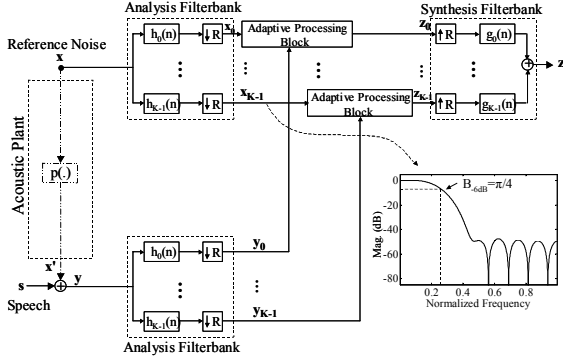 Analysis Filterbank
Synthesis Filterbank
Reference Noise
x
h0(n)
↓R
x0
Adaptive Processing
Block
z0
↑R
g0(n)
z
hK-1(n)
↓R
xK-1
Adaptive Processing
Block
zK-1
↑R
gK-1(n)
Acoustic Plant
p(.)
x'
s
y
Speech
h0(n)
↓R
y0
hK-1(n)
↓R
yK-1
Analysis Filterbank
B-6dB=π/4
Mag. (dB)
0
-20
-40
-60
-80
0.2 0.4 0.6 0.8
Normalized Frequency